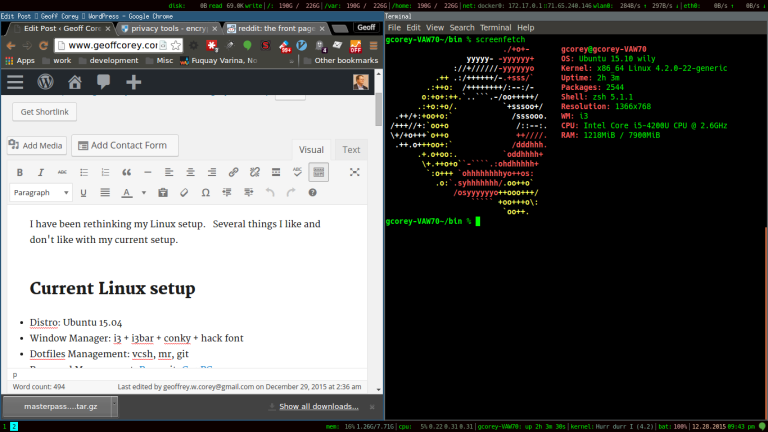 disk: 0B read 69.0K write | /: 190G / 226G | /var: 190G / 226G | /home: 190G / 226G | net: docker0: 172.17.0.1 :71.65.240.146 wlan0: 284B/s ↑ 297B/s ↓ | eth0: 0B/s ↑ 0B/s ↓
Edit Post ‹ Geoff Corey — WordPress - Google Chrome
Edit Post ‹ Geoff Cor
privacy tools - encry
reddit: the front page
Geoff
www.geoffcorey.co
99+
4
OFF
Apps
work
development
Misc
Fuquay Varina, No
Other bookmarks
Get Shortlink
Add Media
Add Contact Form
Visual
Text
B I ABC
Paragraph
U A Ω
I have been rethinking my Linux setup. Several things I like and
don't like with my current setup.
Current Linux setup
Distro: Ubuntu 15.04
Window Manager: i3 + i3bar + conky + hack font
Dotfiles Management: vcsh, mr, git
p
Word count: 494
Last edited by geoffrey.w.corey@gmail.com on December 29, 2015 at 2:36 am
masterpass....tar.gz
Show all downloads...
Terminal
File Edit View Search Terminal Help
gcorey-VAW70~/bin % screenfetch
gcorey@gcorey-VAW70
OS: Ubuntu 15.10 wily
Kernel: x86_64 Linux 4.2.0-22-generic
Uptime: 2h 3m
Packages: 2544
Shell: zsh 5.1.1
Resolution: 1366x768
WM: i3
CPU: Intel Core i5-4200U CPU @ 2.6GHz
RAM: 1218MiB / 7900MiB
gcorey-VAW70~/bin %
1 2
mem: 16% 1.26G/7.71G | cpu: 5% 0.22 0.31 0.31 | gcorey-VAW70: up 2h 3m 30s | kernel: Hurr durr I (4.2) | bat: 100% | 12.28.2015 09:43 pm